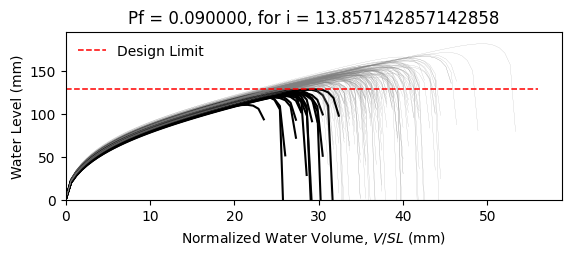 Pf = 0.090000, for i = 13.857142857142858
Design Limit
Water Level (mm)
150
100
50
0
0 10 20 30 40 50
Normalized Water Volume, V/SL (mm)